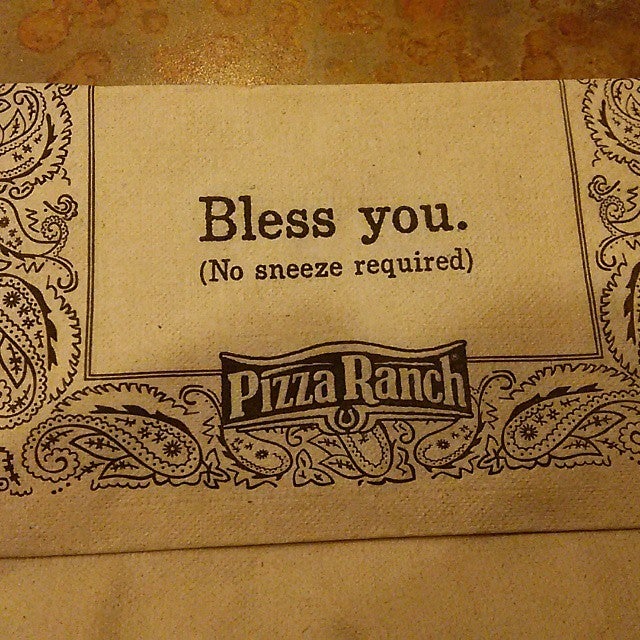 Bless you.
(No sneeze required)
Pizza Ranch